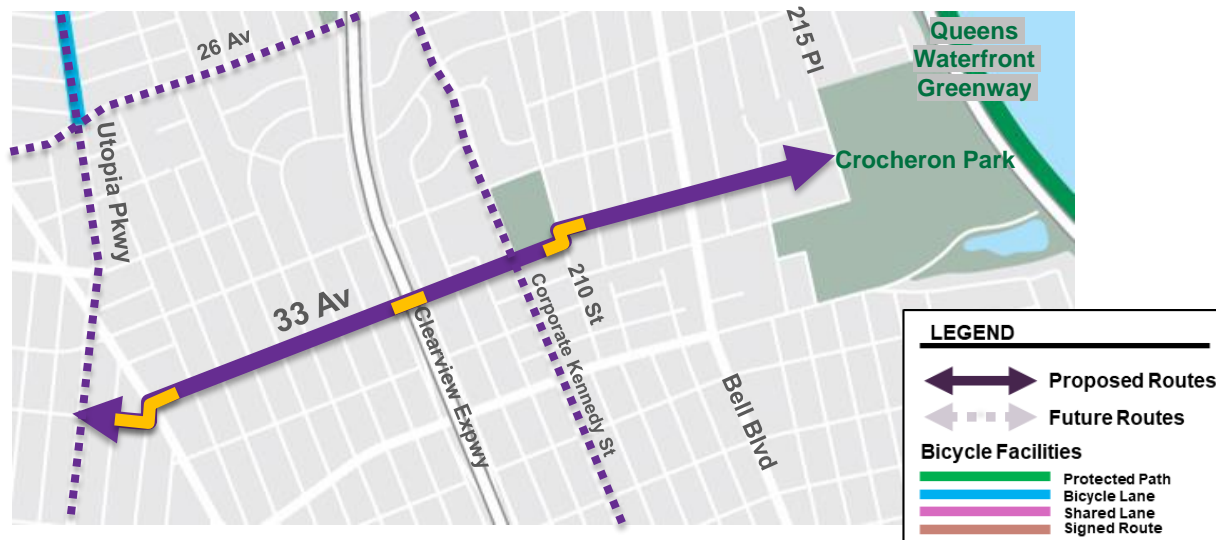 26 Av
215 Pl
Queens
Waterfront
Greenway
Utopia Pkwy
Crocheron Park
33 Av
Clearview Expwy
Corporate Kennedy St
210 St
Bell Blvd
LEGEND
Proposed Routes
Future Routes
Bicycle Facilities
Protected Path
Bicycle Lane
Shared Lane
Signed Route